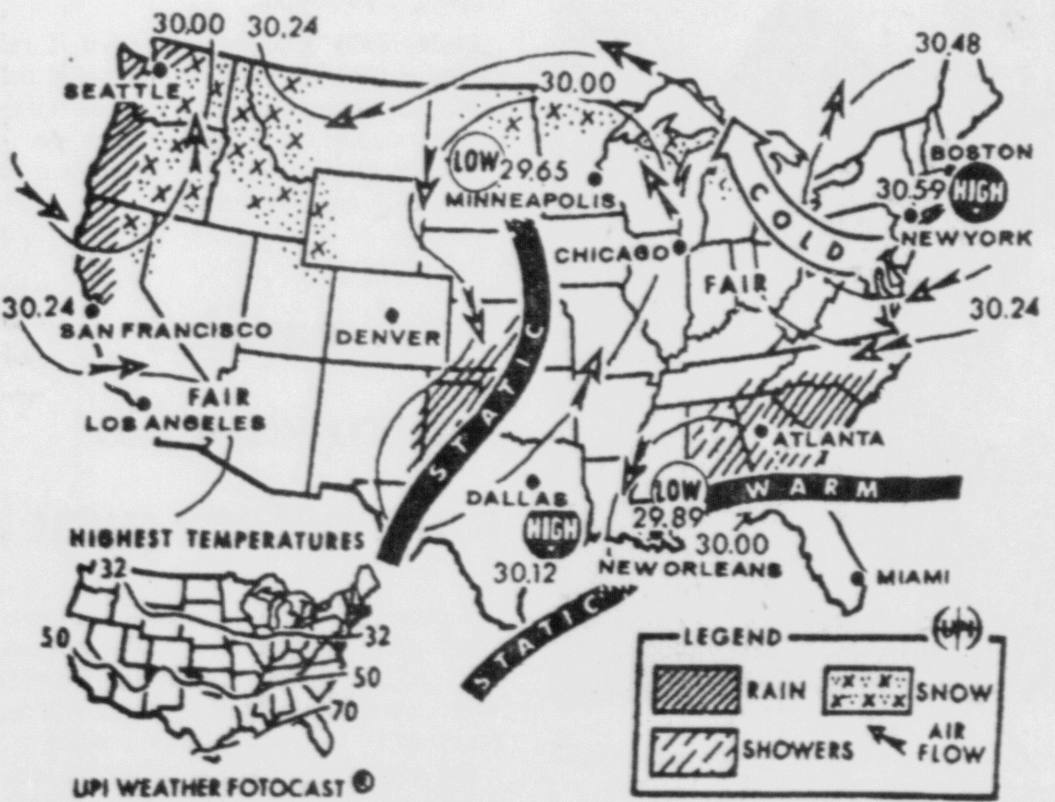 30.00 30.24
30.48
SEATTLE
30.00
LOW 29.65
MINNEAPOLIS
BOSTON
30.59 HIGH
NEW YORK
COLD
CHICAGO
FAIR
30.24
30.24
SAN FRANCISCO
DENVER
STATIC
FAIR
LOS ANGELES
ATLANTA
DALLAS
HIGH
30.12
LOW
29.89
WARM
30.00
NEW ORLEANS
MIAMI
STATIC
HIGHEST TEMPERATURES
32
32
50
50
70
UPI WEATHER FOTOCAST ®
UPI
LEGEND
RAIN
SNOW
SHOWERS
AIR
FLOW